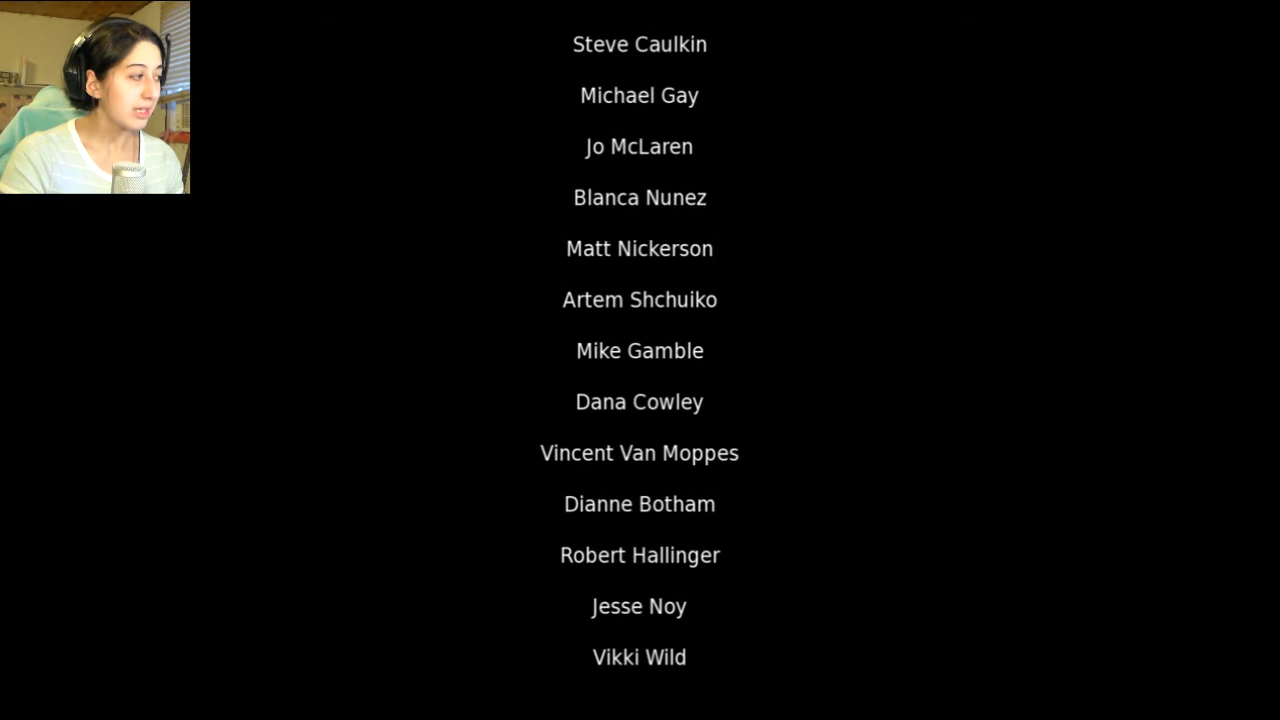 Steve Caulkin
Michael Gay
Jo McLaren
Blanca Nunez
Matt Nickerson
Artem Shchuiko
Mike Gamble
Dana Cowley
Vincent Van Moppes
Dianne Botham
Robert Hallinger
Jesse Noy
Vikki Wild